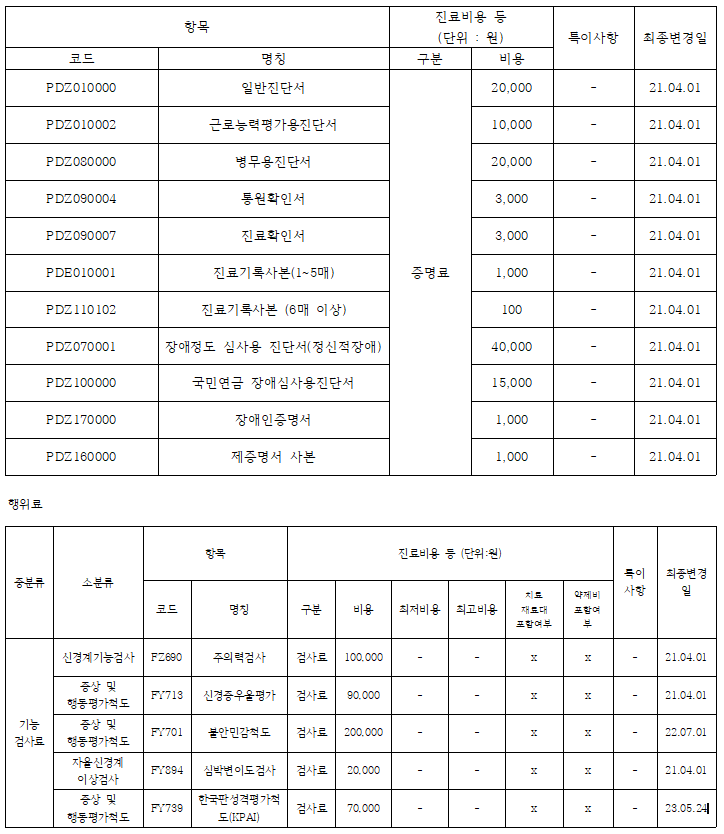 항목 진료비용 등 (단위 : 원) 특이사항 최종변경일
코드 명칭 구분 비용
PDZ010000 일반진단서 증명료 20,000 - 21.04.01
PDZ010002 근로능력평가용진단서 10,000 - 21.04.01
PDZ080000 병무용진단서 20,000 - 21.04.01
PDZ090004 통원확인서 3,000 - 21.04.01
PDZ090007 진료확인서 3,000 - 21.04.01
PDE010001 진료기록사본(1~5매) 1,000 - 21.04.01
PDZ110102 진료기록사본 (6매 이상) 100 - 21.04.01
PDZ070001 장애정도 심사용 진단서(정신적장애) 40,000 - 21.04.01
PDZ100000 국민연금 장애심사용진단서 15,000 - 21.04.01
PDZ170000 장애인증명서 1,000 - 21.04.01
PDZ160000 제증명서 사본 1,000 - 21.04.01
행위료
중분류 소분류 항목 진료비용 등 (단위:원) 특이사항 최종변경일
코드 명칭 구분 비용 최저비용 최고비용 치료재료대포함여부 약제비포함여부
기능검사료 신경계기능검사 FZ690 주의력검사 검사료 100,000 - - x x - 21.04.01
증상 및 행동평가척도 FY713 신경증우울평가 검사료 90,000 - - x x - 21.04.01
증상 및 행동평가척도 FY701 불안민감척도 검사료 200,000 - - x x - 22.07.01
자율신경계 이상검사 FY894 심박변이도검사 검사료 20,000 - - x x - 21.04.01
증상 및 행동평가척도 FY739 한국판성격평가척도(KPAI) 검사료 70,000 - - x x - 23.05.24